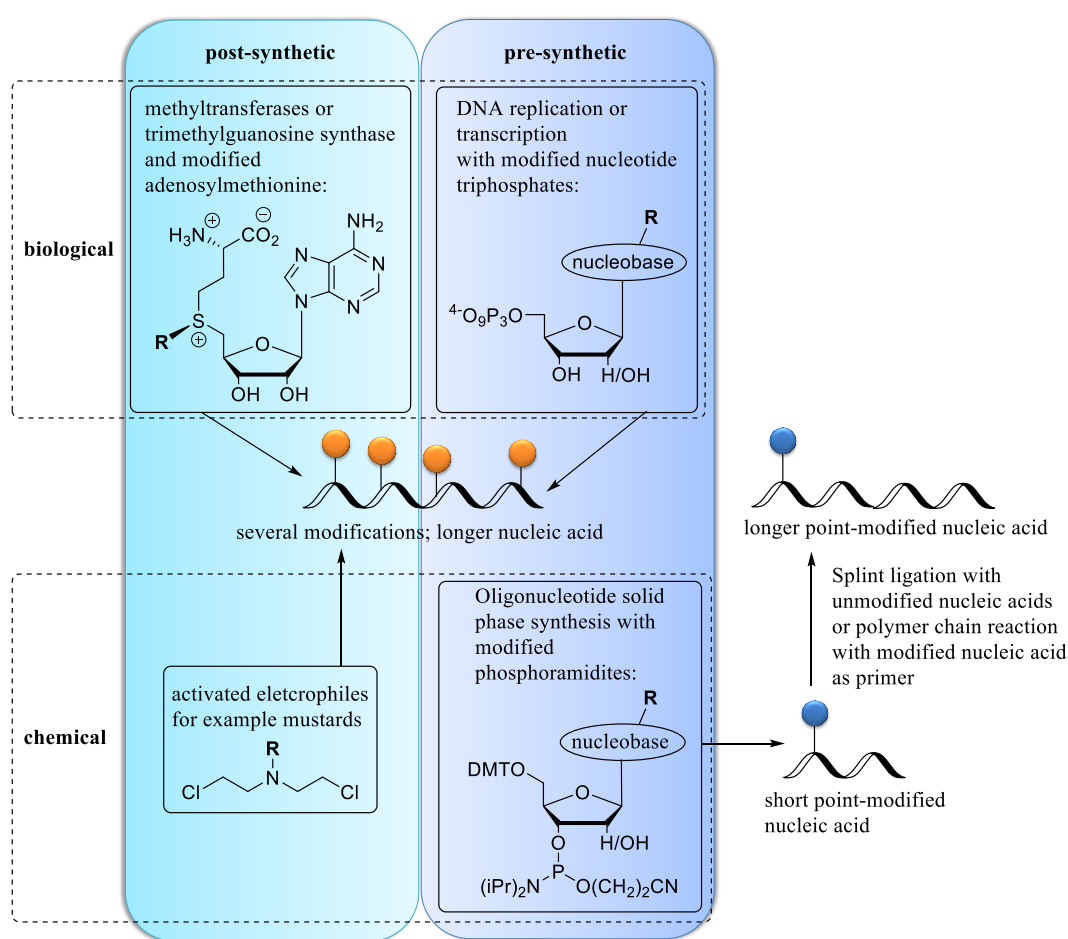 post-synthetic
pre-synthetic
biological
methyltransferases or
trimethylguanosine synthase
and modified
adenosylmethionine:
H₃N
⊕
CO₂
⊖
NH₂
N
N
N
N
S
⊕
R
O
OH
OH
DNA replication or
transcription
with modified nucleotide
triphosphates:
R
nucleobase
⁴⁻O₉P₃O
O
OH
H/OH
several modifications; longer nucleic acid
chemical
activated eletcrophiles
for example mustards
R
N
Cl
Cl
Oligonucleotide solid
phase synthesis with
modified
phosphoramidites:
R
nucleobase
DMTO
O
O
H/OH
P
(iPr)₂N
O(CH₂)₂CN
longer point-modified nucleic acid
Splint ligation with
unmodified nucleic acids
or polymer chain reaction
with modified nucleic acid
as primer
short point-modified
nucleic acid